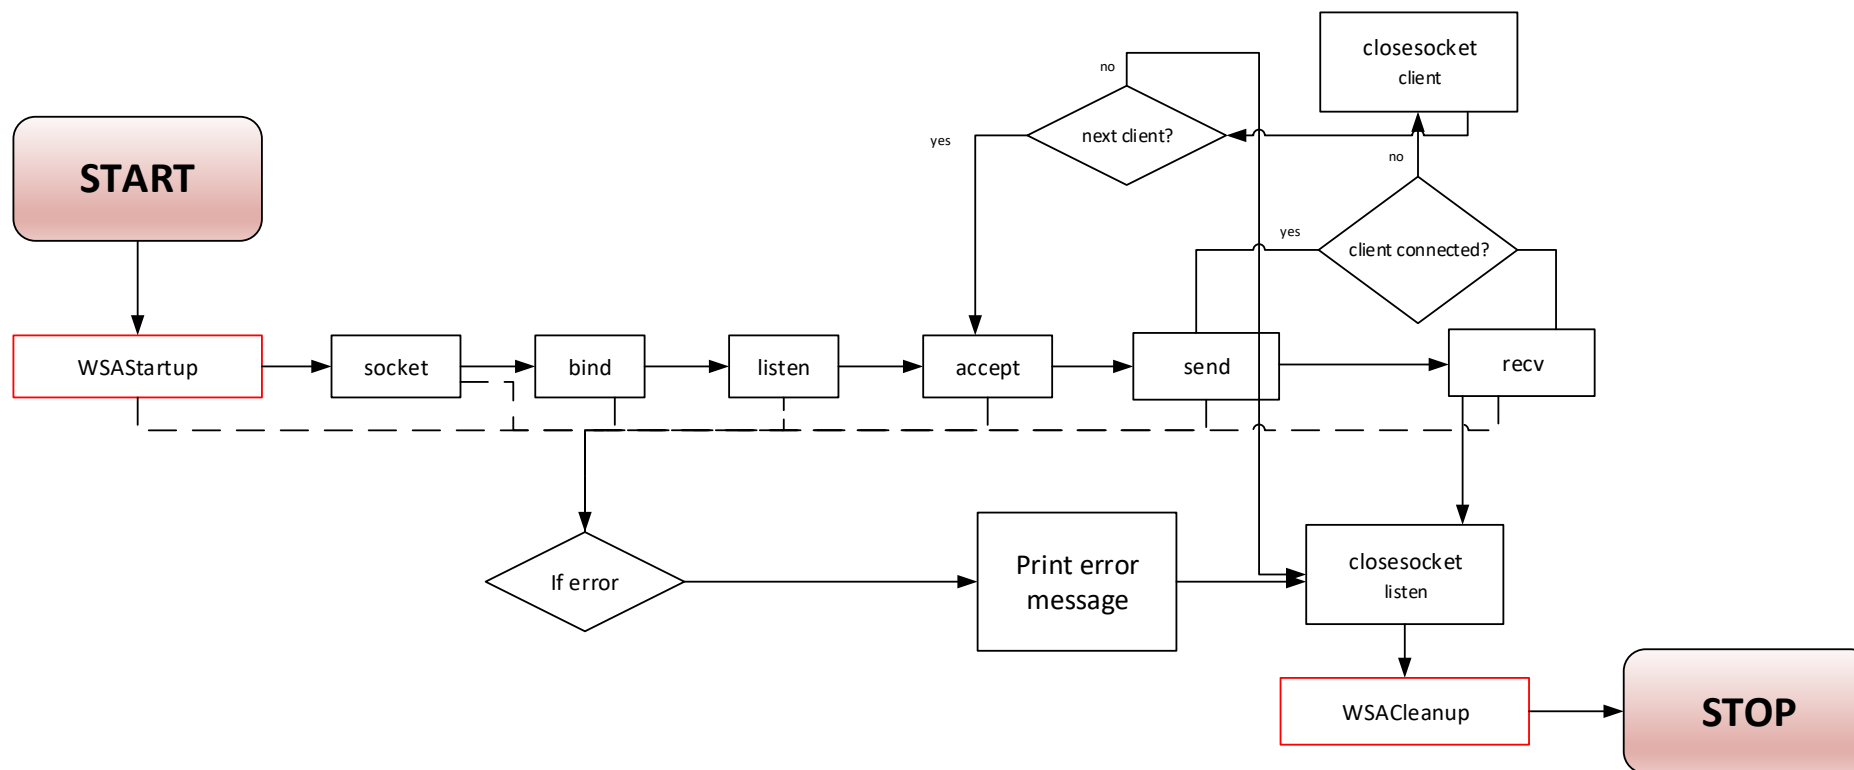 closesocket
client
no
next client?
yes
START
no
yes
client connected?
WSAStartup
socket
bind
listen
accept
send
recv
If error
Print error
message
closesocket
listen
WSACleanup
STOP